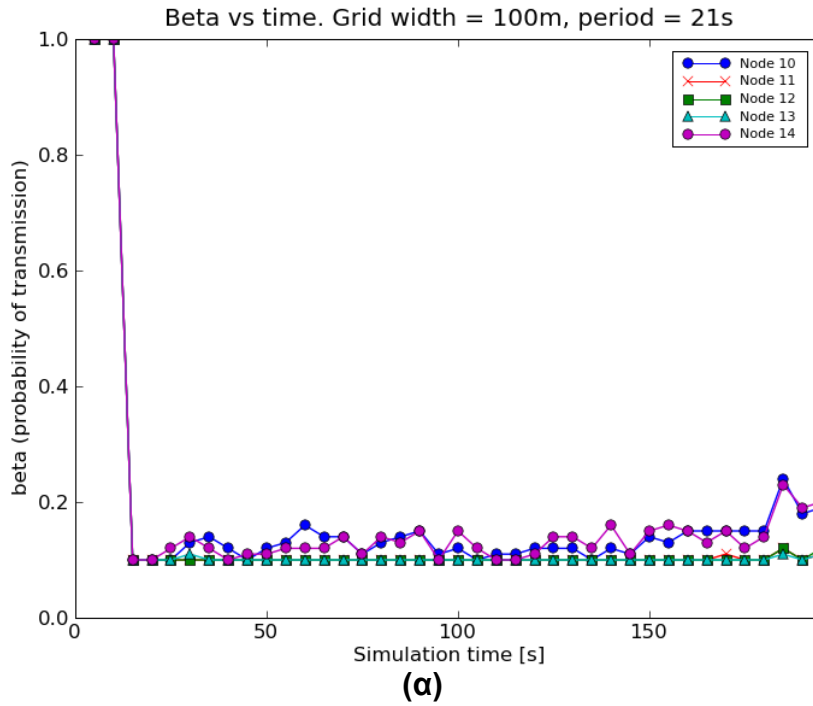 Beta vs time. Grid width = 100m, period = 21s
1.0
0.8
0.6
0.4
0.2
0.0
beta (probability of transmission)
Node 10
Node 11
Node 12
Node 13
Node 14
0
50
100
150
Simulation time [s]
(α)